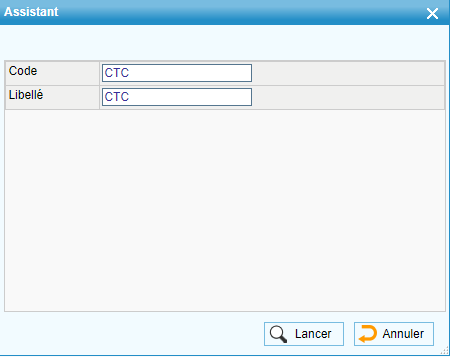 Assistant
Code CTC
Libellé CTC
Lancer Annuler